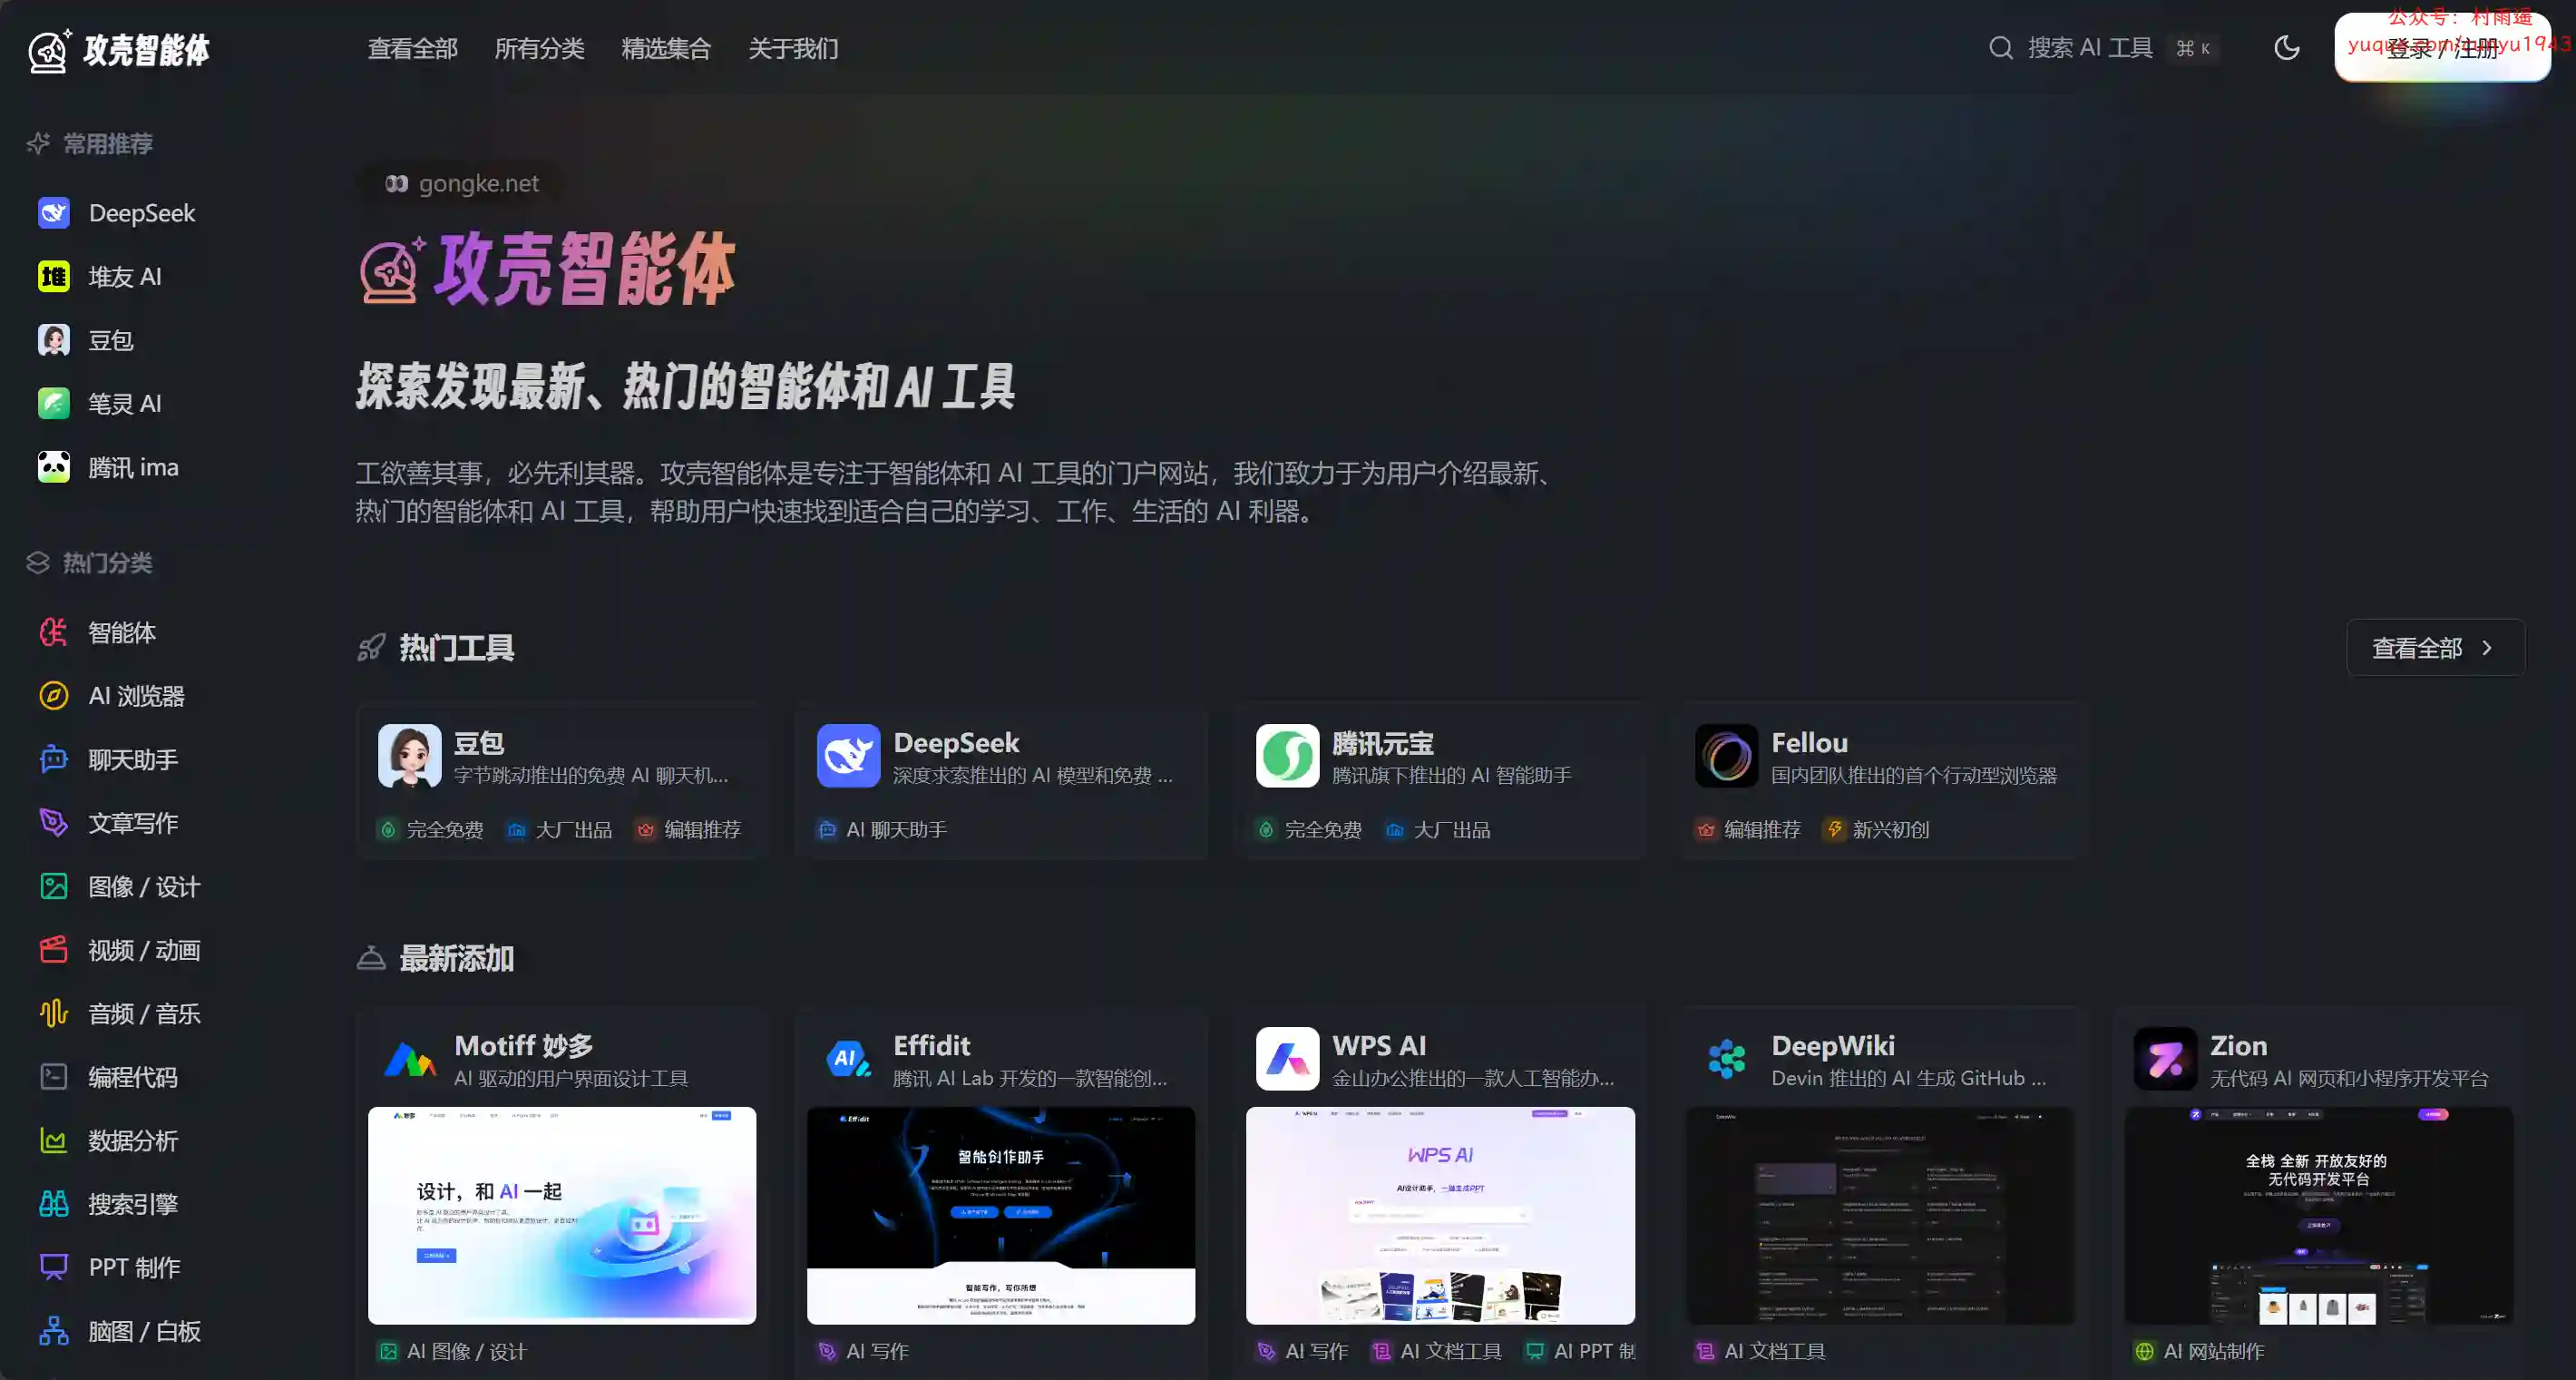 攻壳智能体
查看全部
所有分类
精选集合
关于我们
搜索 AI 工具
⌘ K
登录 / 注册
公众号：村雨遥
常用推荐
DeepSeek
堆友 AI
豆包
笔灵 AI
腾讯 ima
热门分类
智能体
AI 浏览器
聊天助手
文章写作
图像 / 设计
视频 / 动画
音频 / 音乐
编程代码
数据分析
搜索引擎
PPT 制作
脑图 / 白板
gongke.net
攻壳智能体
探索发现最新、热门的智能体和 AI 工具
工欲善其事，必先利其器。攻壳智能体是专注于智能体和 AI 工具的门户网站，我们致力于为用户介绍最新、
热门的智能体和 AI 工具，帮助用户快速找到适合自己的学习、工作、生活的 AI 利器。
热门工具
查看全部
豆包
字节跳动推出的免费 AI 聊天机...
完全免费
大厂出品
编辑推荐
DeepSeek
深度求索推出的 AI 模型和免费 ...
AI 聊天助手
腾讯元宝
腾讯旗下推出的 AI 智能助手
完全免费
大厂出品
Fellou
国内团队推出的首个行动型浏览器
编辑推荐
新兴初创
最新添加
Motiff 妙多
AI 驱动的用户界面设计工具
设计，和 AI 一起
AI 图像 / 设计
Effidit
腾讯 AI Lab 开发的一款智能创...
Effidit
智能创作助手
智能写作，写你所想
AI 写作
WPS AI
金山办公推出的一款人工智能办...
WPS AI
AI设计助手，一键生成PPT
AI 写作
AI 文档工具
AI PPT 制
DeepWiki
Devin 推出的 AI 生成 GitHub ...
AI 文档工具
Zion
无代码 AI 网页和小程序开发平台
全栈 全新 开放友好的
无代码开发平台
AI 网站制作